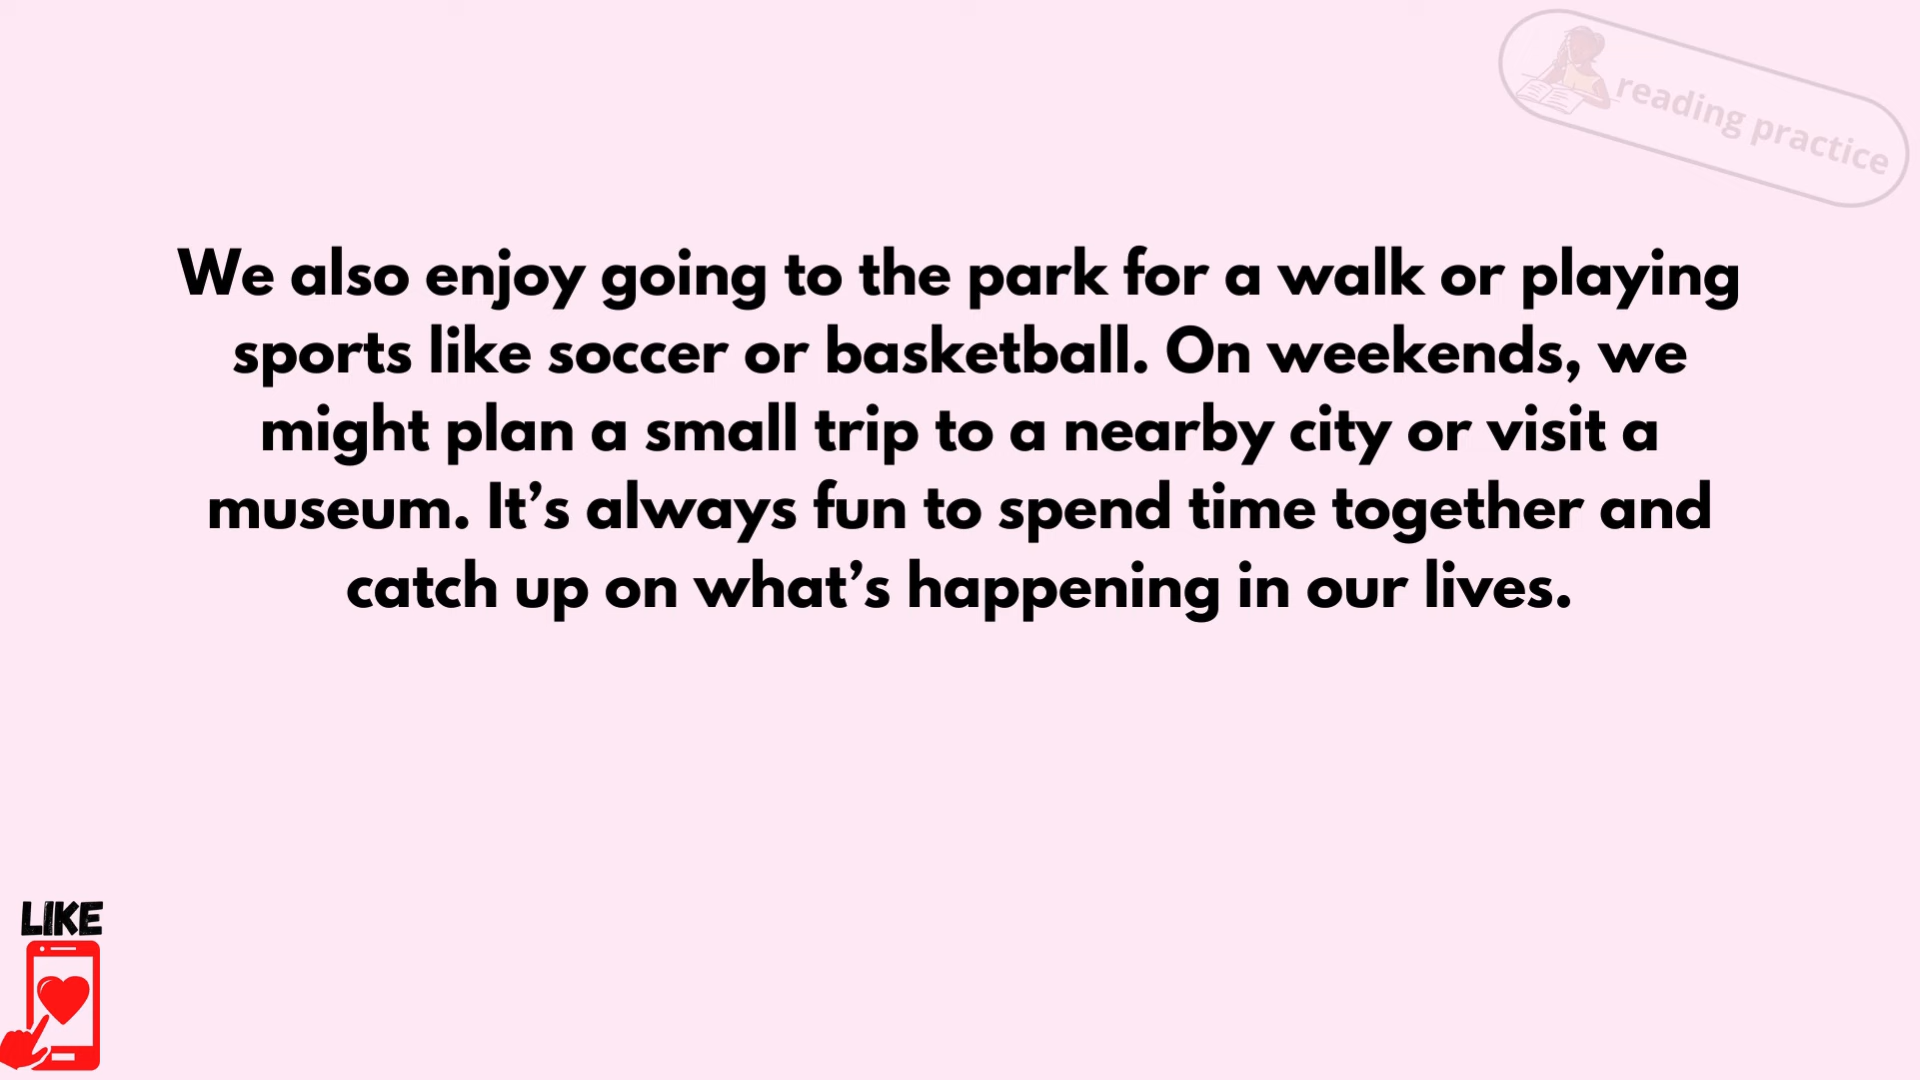 reading practice
We also enjoy going to the park for a walk or playing
sports like soccer or basketball. On weekends, we
might plan a small trip to a nearby city or visit a
museum. It’s always fun to spend time together and
catch up on what’s happening in our lives.
LIKE